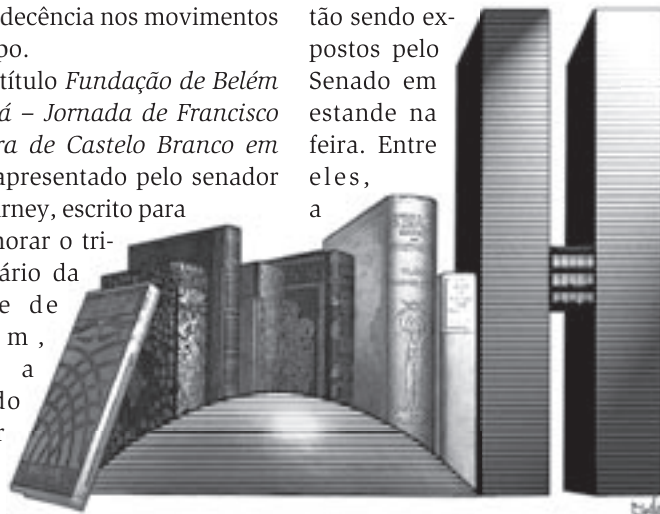 decência nos movimentos
po.
título Fundação de Belém
á – Jornada de Francisco
ra de Castelo Branco em
apresentado pelo senador
rney, escrito para
norar o tri-
ário da
e de
m,
a
do
r
tão sendo ex-
postos pelo
Senado em
estande na
feira. Entre
eles,
a